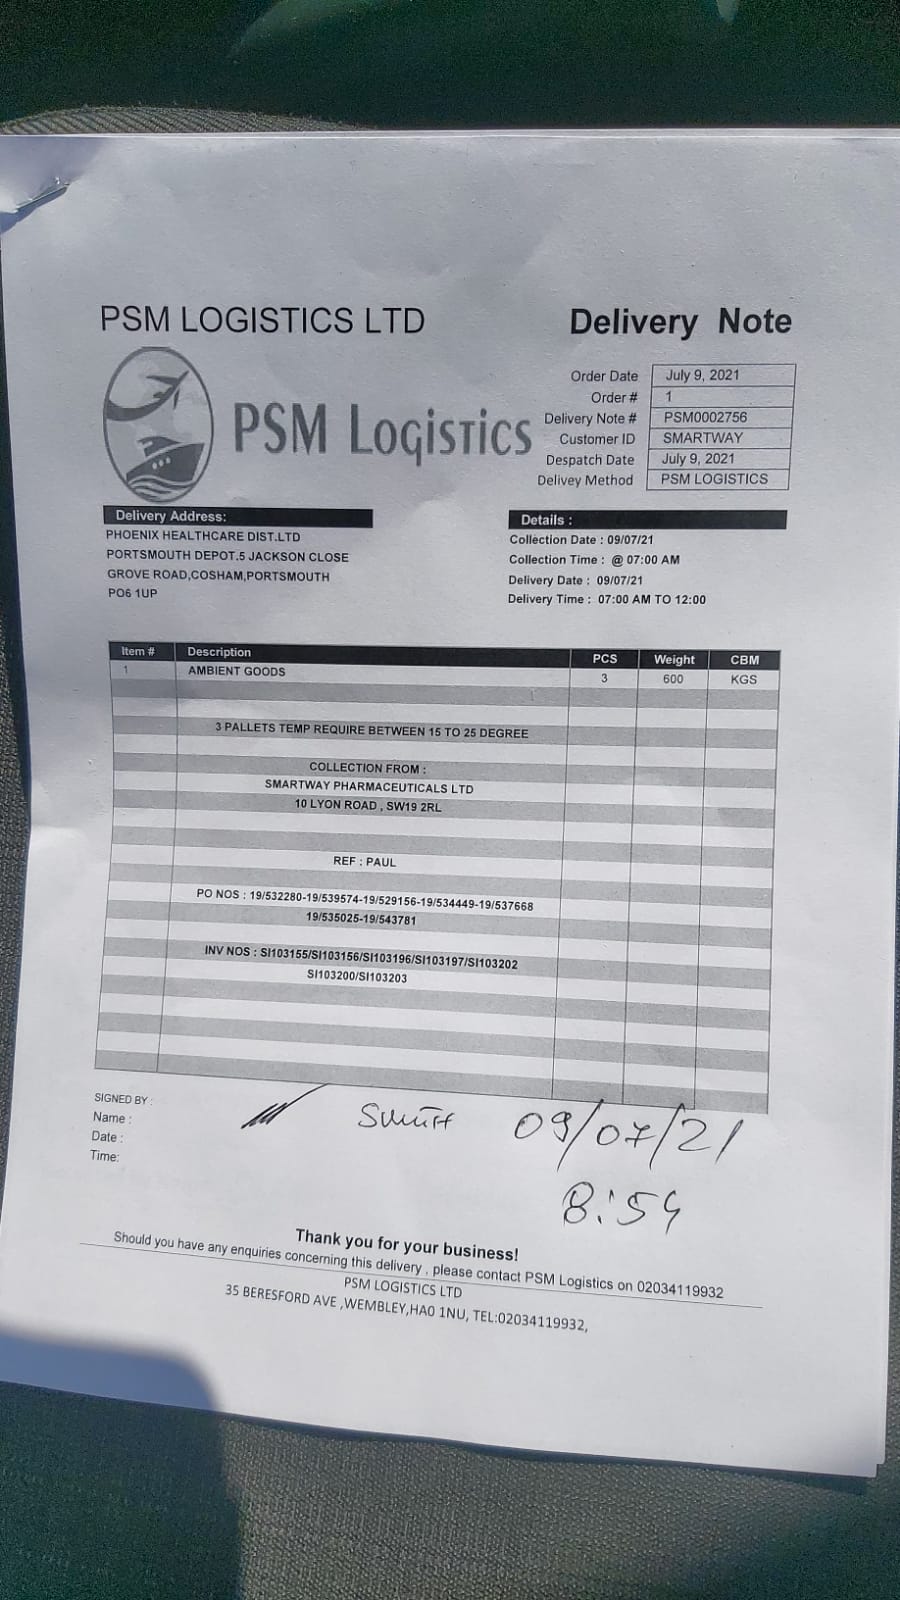 PSM LOGISTICS LTD
Delivery Note
PSM Logistics
Order Date July 9, 2021
Order # 1
Delivery Note # PSM0002756
Customer ID SMARTWAY
Despatch Date July 9, 2021
Delivey Method PSM LOGISTICS
Delivery Address:
PHOENIX HEALTHCARE DIST.LTD
PORTSMOUTH DEPOT.5 JACKSON CLOSE
GROVE ROAD,COSHAM,PORTSMOUTH
PO6 1UP
Details :
Collection Date : 09/07/21
Collection Time : @ 07:00 AM
Delivery Date : 09/07/21
Delivery Time : 07:00 AM TO 12:00
Item # Description PCS Weight CBM
1 AMBIENT GOODS 3 600 KGS
3 PALLETS TEMP REQUIRE BETWEEN 15 TO 25 DEGREE
COLLECTION FROM :
SMARTWAY PHARMACEUTICALS LTD
10 LYON ROAD , SW19 2RL
REF : PAUL
PO NOS : 19/532280-19/539574-19/529156-19/534449-19/537668
19/535025-19/543781
INV NOS : SI103155/SI103156/SI103196/SI103197/SI103202
SI103200/SI103203
SIGNED BY :
Name :
Date :
Time:
09/07/21
8:54
Thank you for your business!
Should you have any enquiries concerning this delivery , please contact PSM Logistics on 02034119932
PSM LOGISTICS LTD
35 BERESFORD AVE ,WEMBLEY,HA0 1NU, TEL:02034119932,